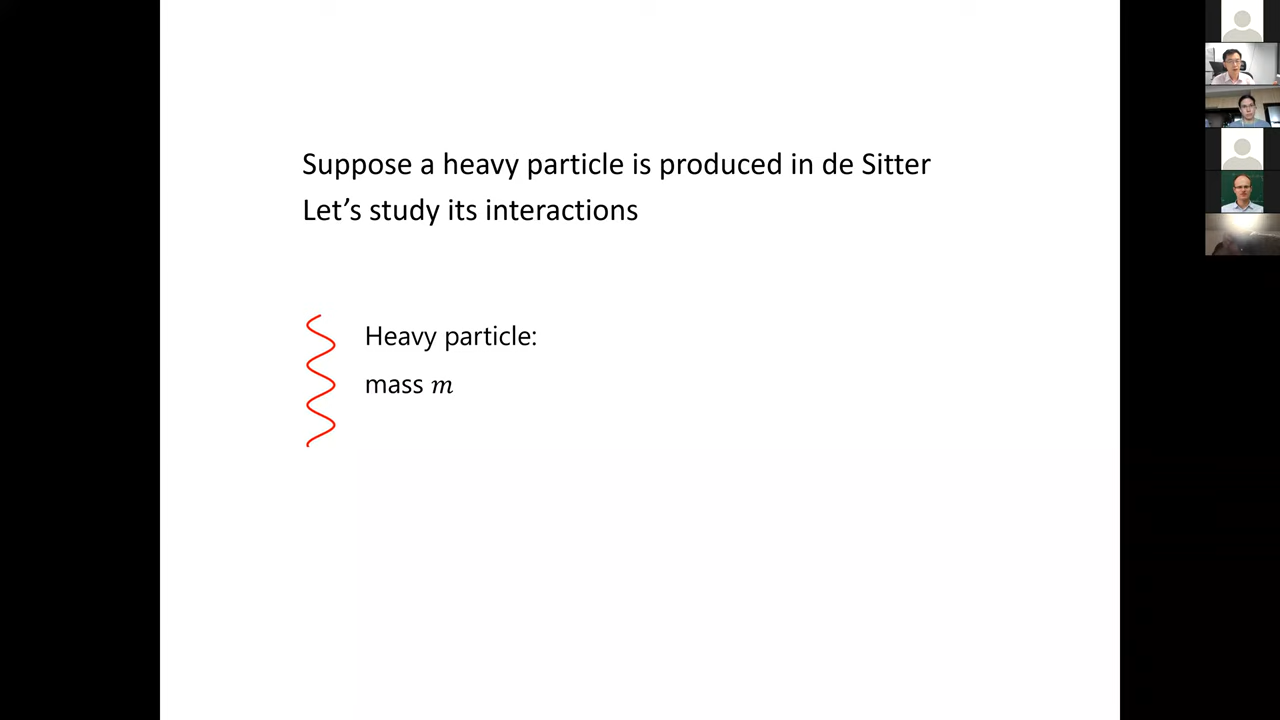 Suppose a heavy particle is produced in de Sitter
Let’s study its interactions
Heavy particle:
mass 𝑚